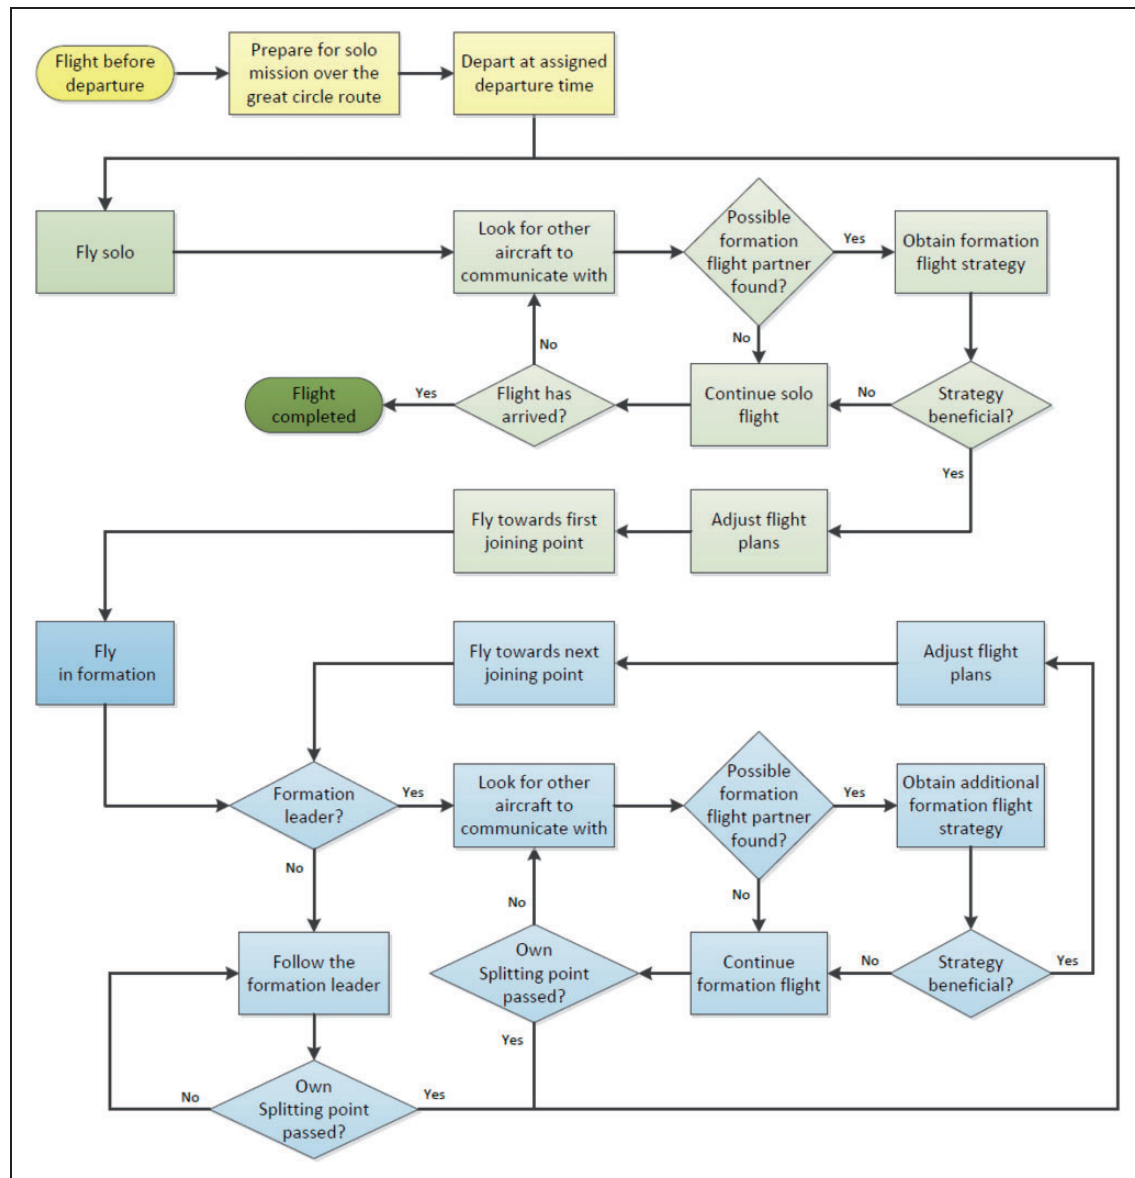 Flight before
departure
Prepare for solo
mission over the
great circle route
Depart at assigned
departure time
Fly solo
Look for other
aircraft to
communicate with
Possible
formation
flight partner
found?
Yes
Obtain formation
flight strategy
No
No
Flight
completed
Yes
Flight has
arrived?
Continue solo
flight
No
Strategy
beneficial?
Yes
Fly towards first
joining point
Adjust flight
plans
Fly
in formation
Fly towards next
joining point
Adjust flight
plans
Formation
leader?
Yes
Look for other
aircraft to
communicate with
Possible
formation
flight partner
found?
Yes
Obtain additional
formation flight
strategy
No
No
No
Follow the
formation leader
Own
Splitting point
passed?
Continue
formation flight
No
Strategy
beneficial?
Yes
Yes
No
Own
Splitting point
passed?
Yes